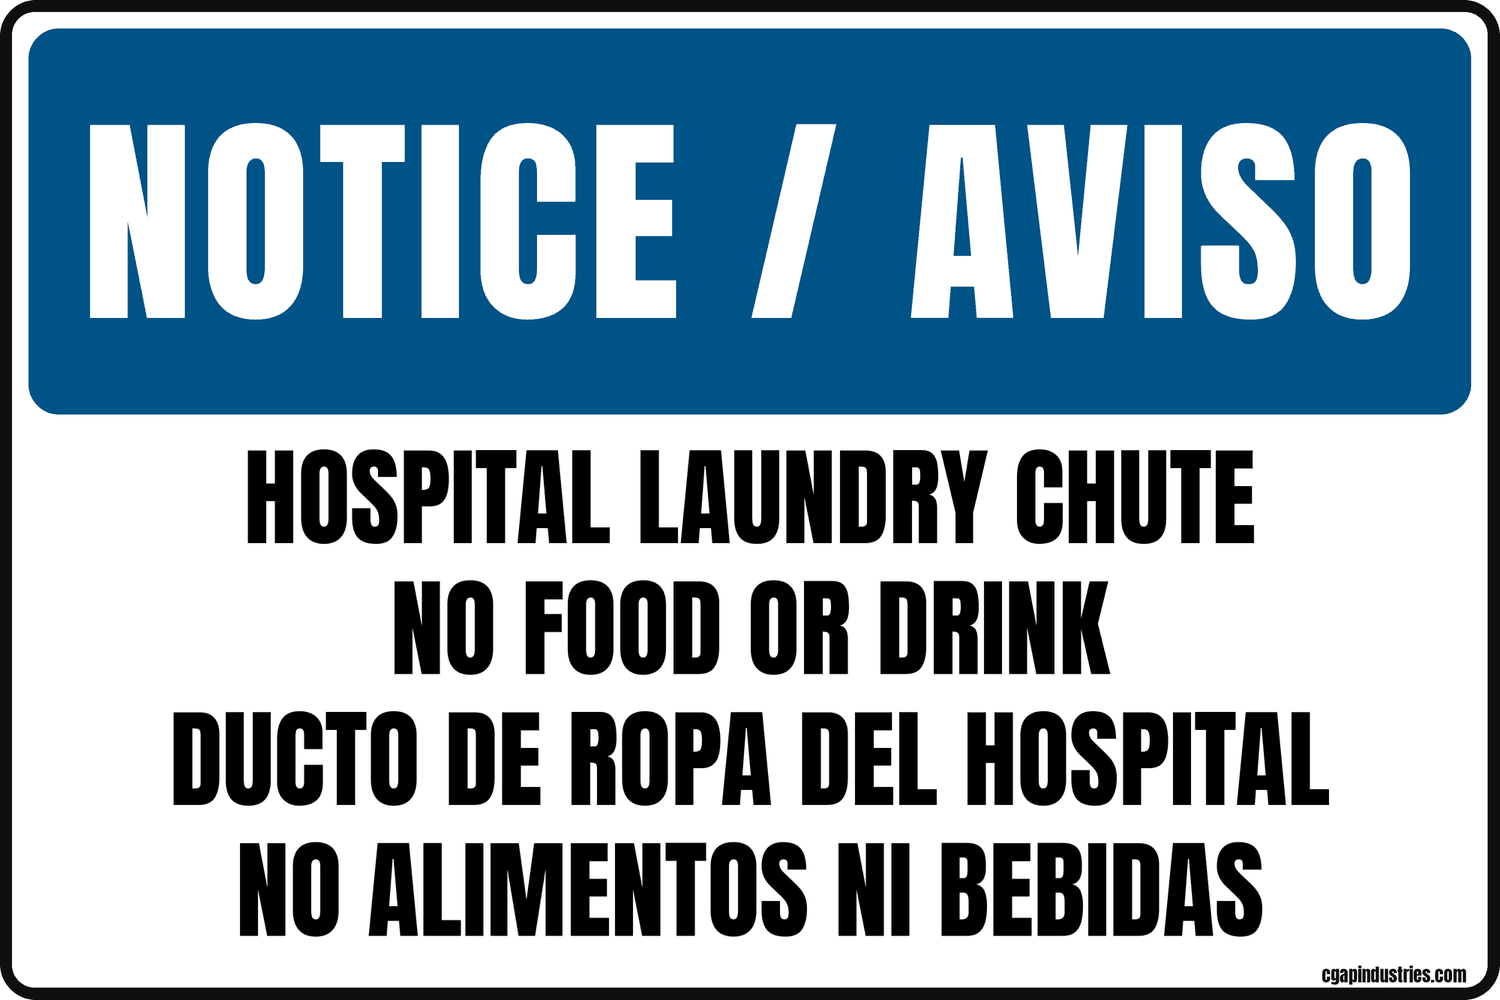 NOTICE / AVISO
HOSPITAL LAUNDRY CHUTE
NO FOOD OR DRINK
DUCTO DE ROPA DEL HOSPITAL
NO ALIMENTOS NI BEBIDAS
cgapindustries.com